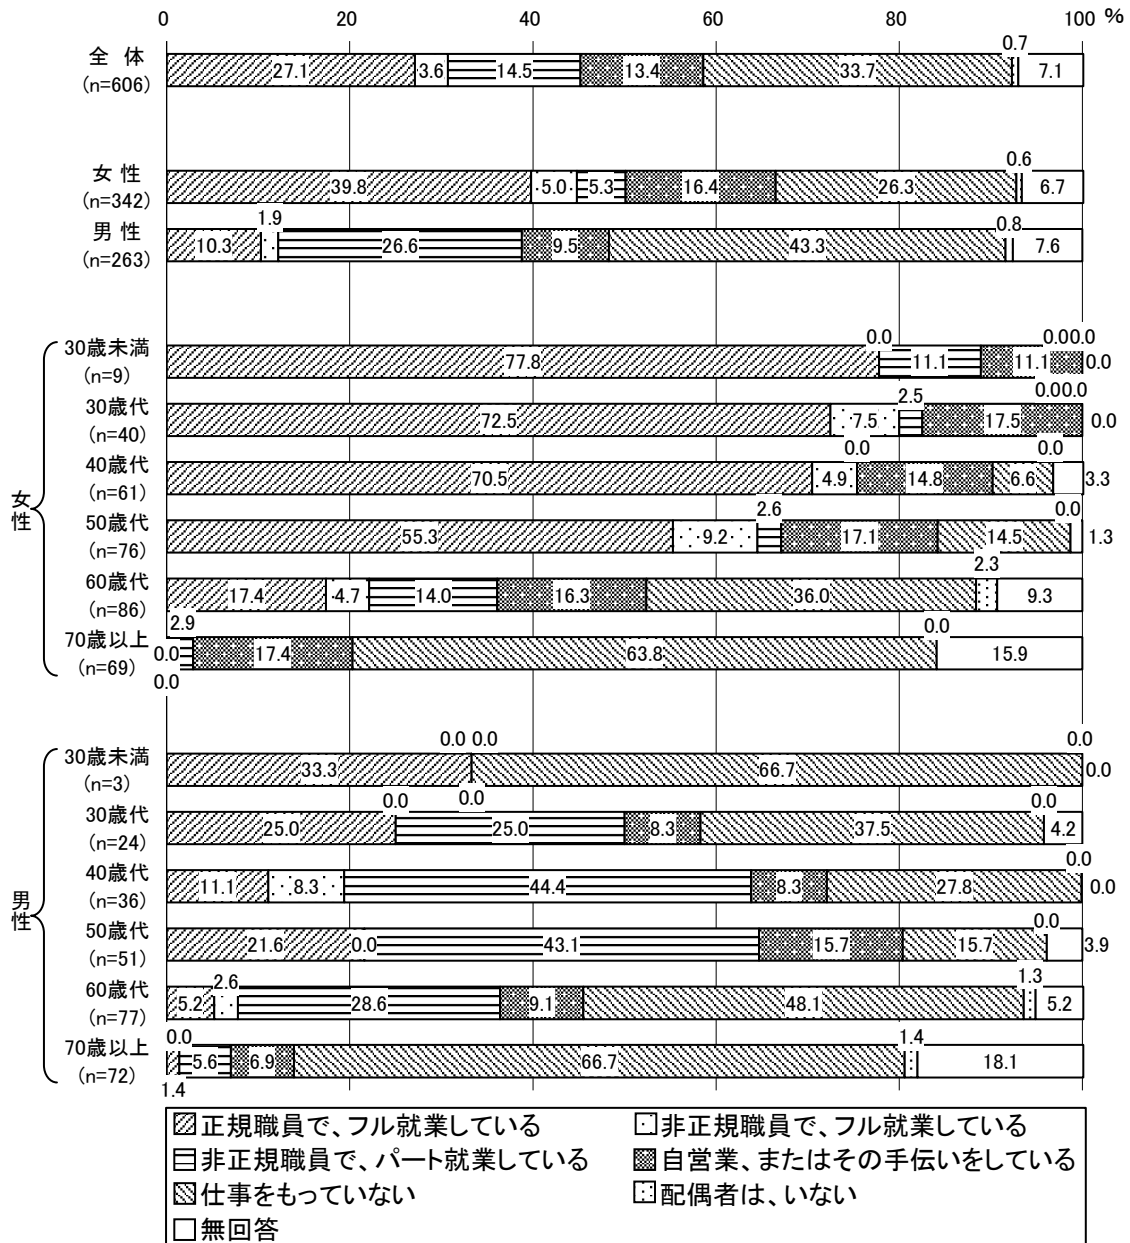 0 20 40 60 80 100 %
0.7
全 体 27.1 3.6 14.5 13.4 33.7 7.1
(n=606)
0.6
女 性 39.8 5.0 5.3 16.4 26.3 6.7
(n=342)
1.9 0.8
男 性 10.3 26.6 9.5 43.3 7.6
(n=263)
女性
0.0 0.0 0.0
30歳未満 77.8 11.1 11.1 0.0
(n=9)
2.5 0.0 0.0
30歳代 72.5 7.5 17.5 0.0
(n=40)
0.0 0.0
40歳代 70.5 4.9 14.8 6.6 3.3
(n=61)
2.6 0.0
50歳代 55.3 9.2 17.1 14.5 1.3
(n=76)
2.3
60歳代 17.4 4.7 14.0 16.3 36.0 9.3
(n=86)
2.9 0.0
70歳以上 0.0 17.4 63.8 15.9
(n=69)
0.0
男性
0.0 0.0 0.0
30歳未満 33.3 66.7 0.0
(n=3)
0.0
0.0 0.0
30歳代 25.0 25.0 8.3 37.5 4.2
(n=24)
0.0
40歳代 11.1 8.3 44.4 8.3 27.8 0.0
(n=36)
0.0
50歳代 21.6 0.0 43.1 15.7 15.7 3.9
(n=51)
2.6 1.3
60歳代 5.2 28.6 9.1 48.1 5.2
(n=77)
0.0 1.4
70歳以上 5.6 6.9 66.7 18.1
(n=72)
1.4
正規職員で、フル就業している 非正規職員で、フル就業している
非正規職員で、パート就業している 自営業、またはその手伝いをしている
仕事をもっていない 配偶者は、いない
無回答